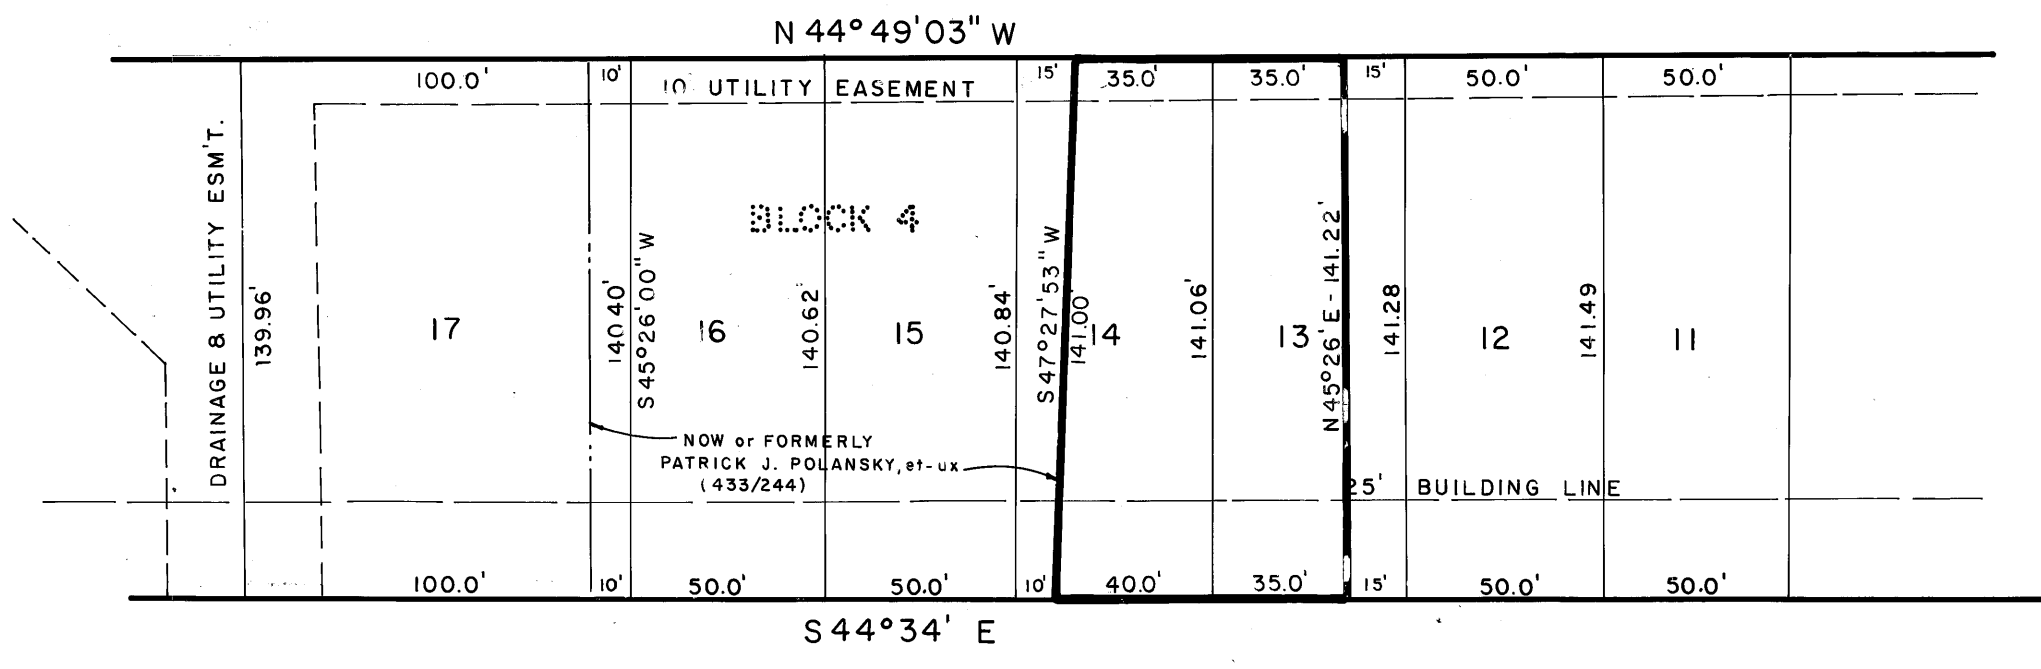 N 44°49'03" W
100.0' 10' 15' 35.0' 35.0' 15' 50.0' 50.0'
10' UTILITY EASEMENT
DRAINAGE & UTILITY ESM'T.
BLOCK 4
139.96'
17
140.40'
S 45°26'00" W
16
140.62'
15
140.84'
S 47°27'53" W
141.00'
14
141.06'
13
N 45°26' E - 141.22'
141.28
12
141.49
11
NOW or FORMERLY
PATRICK J. POLANSKY, et-ux
(433/244)
25' BUILDING LINE
100.0' 10' 50.0' 50.0' 10' 40.0' 35.0' 15' 50.0' 50.0'
S 44°34' E